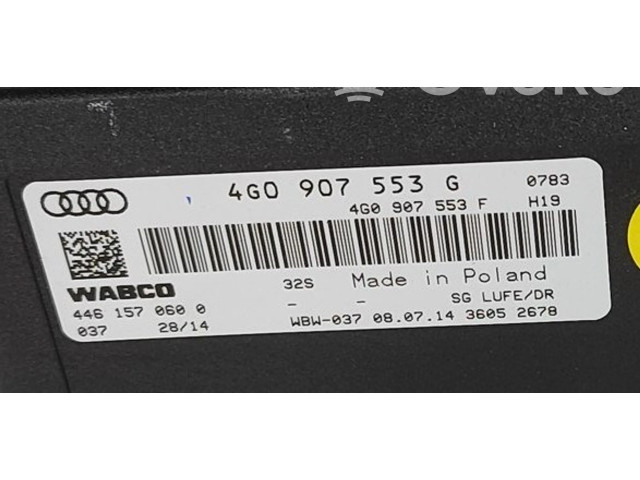 4G0 907 553 G 0783
4G0 907 553 F H19
WABCO 32S Made in Poland
446 157 060 0 - - SG LUFE/DR
037 28/14 WBW-037 08.07.14 3605 2678